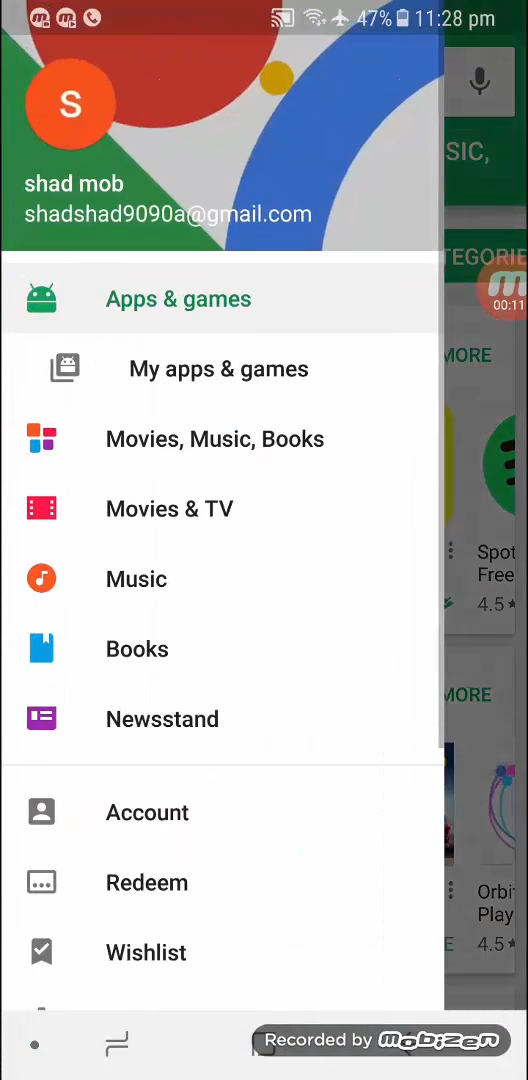 47% 11:28 pm
S
shad mob
shadshad9090a@gmail.com
SIC,
TEGORIE
00:11
Apps & games
MORE
My apps & games
Movies, Music, Books
Movies & TV
Spot
Free
4.5
Music
Books
MORE
Newsstand
Account
Redeem
Orbi
Play
E 4.5
Wishlist
Recorded by Mobizen